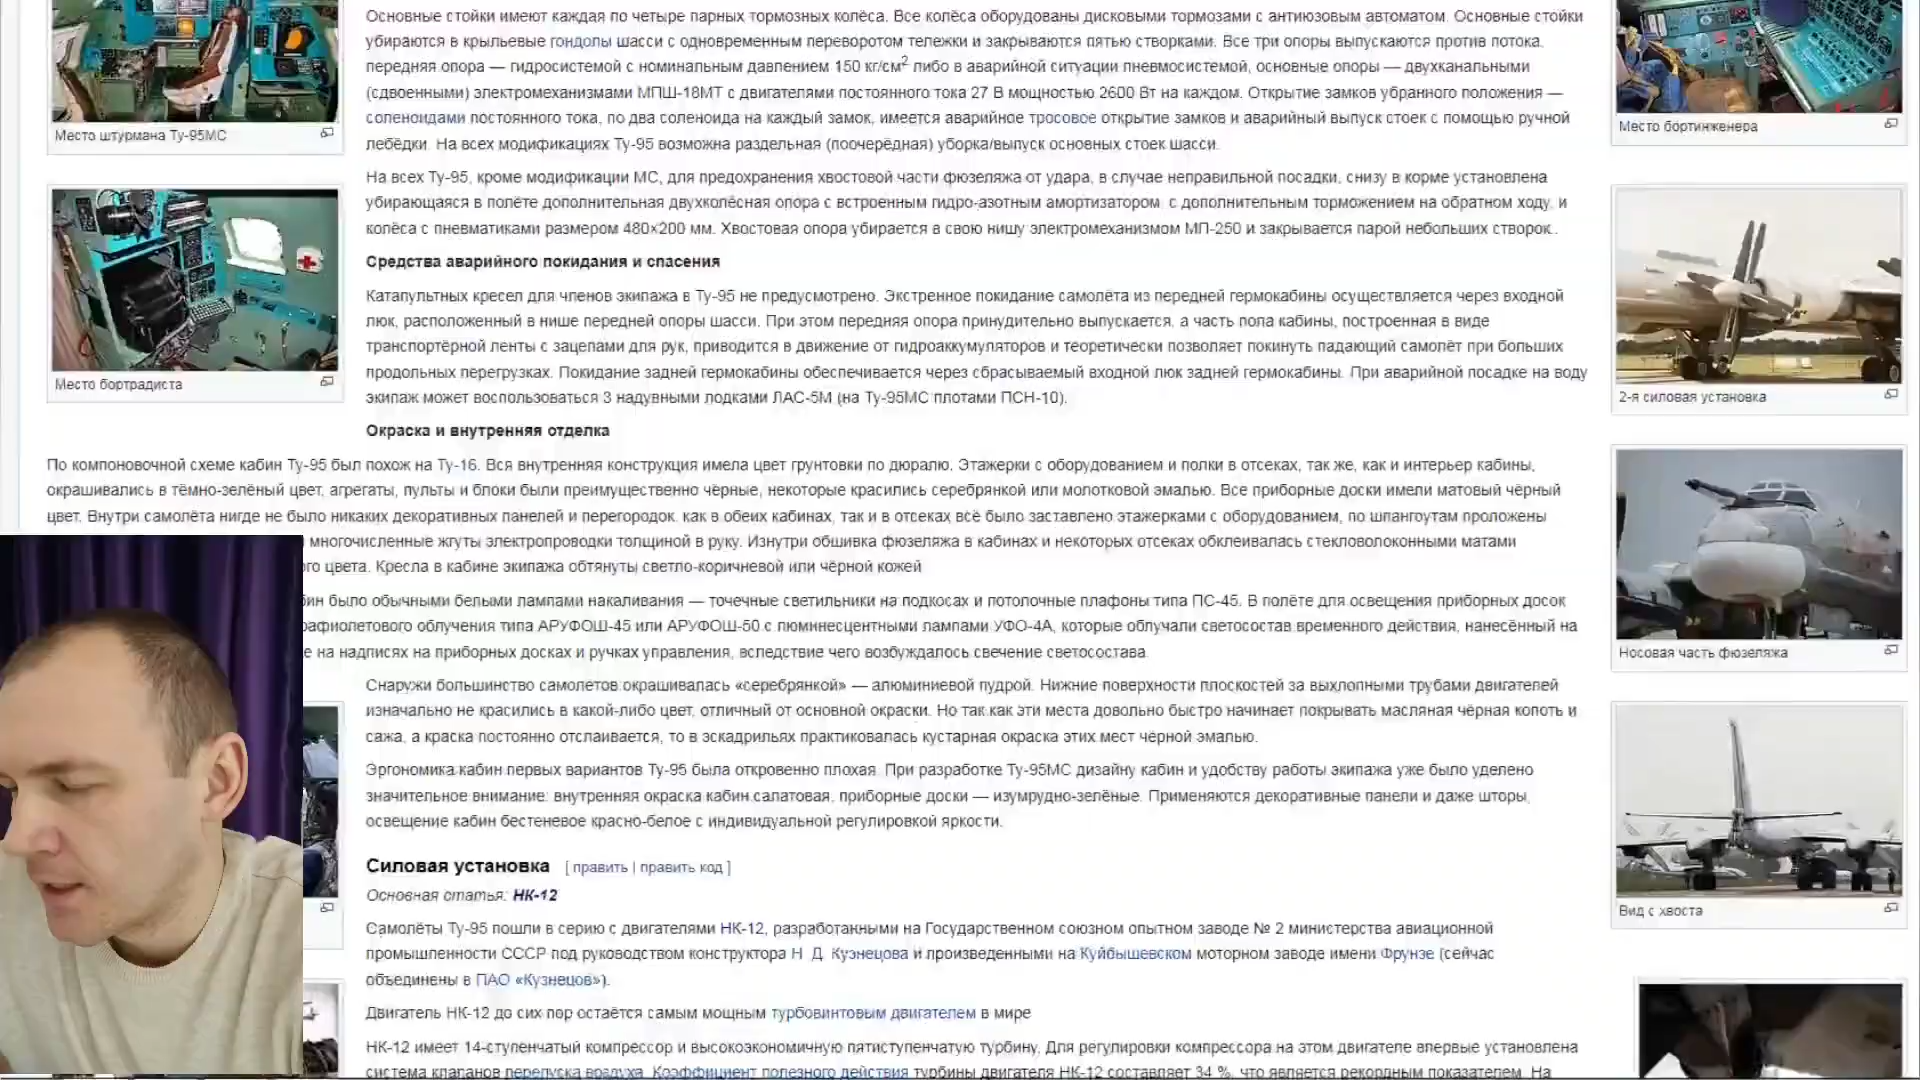 Основные стойки имеют каждая по четыре парных тормозных колёса. Все колёса оборудованы дисковыми тормозами с антиюзовым автоматом. Основные стойки
убираются в крыльевые гондолы шасси с одновременным переворотом тележки и закрываются пятью створками. Все три опоры выпускаются против потока,
передняя опора — гидросистемой с номинальным давлением 150 кг/см² либо в аварийной ситуации пневмосистемой, основные опоры — двухканальными
(сдвоенными) электромеханизмами МПШ-18МТ с двигателями постоянного тока 27 В мощностью 2600 Вт на каждом. Открытие замков убранного положения —
соленоидами постоянного тока, по два соленоида на каждый замок, имеется аварийное тросовое открытие замков и аварийный выпуск стоек с помощью ручной
лебёдки. На всех модификациях Ту-95 возможна раздельная (поочерёдная) уборка/выпуск основных стоек шасси.
Место штурмана Ту-95МС
Место бортинженера
На всех Ту-95, кроме модификации МС, для предохранения хвостовой части фюзеляжа от удара, в случае неправильной посадки, снизу в корме установлена
убирающаяся в полёте дополнительная двухколёсная опора с встроенным гидро-азотным амортизатором, с дополнительным торможением на обратном ходу, и
колёса с пневматиками размером 480×200 мм. Хвостовая опора убирается в свою нишу электромеханизмом МП-250 и закрывается парой небольших створок..
Средства аварийного покидания и спасения
Катапультных кресел для членов экипажа в Ту-95 не предусмотрено. Экстренное покидание самолёта из передней гермокабины осуществляется через входной
люк, расположенный в нише передней опоры шасси. При этом передняя опора принудительно выпускается, а часть пола кабины, построенная в виде
транспортёрной ленты с зацепами для рук, приводится в движение от гидроаккумуляторов и теоретически позволяет покинуть падающий самолёт при больших
продольных перегрузках. Покидание задней гермокабины обеспечивается через сбрасываемый входной люк задней гермокабины. При аварийной посадке на воду
экипаж может воспользоваться 3 надувными лодками ЛАС-5М (на Ту-95МС плотами ПСН-10).
Место бортрадиста
2-я силовая установка
Окраска и внутренняя отделка
По компоновочной схеме кабин Ту-95 был похож на Ту-16. Вся внутренняя конструкция имела цвет грунтовки по дюралю. Этажерки с оборудованием и полки в отсеках, так же, как и интерьер кабины,
окрашивались в тёмно-зелёный цвет, агрегаты, пульты и блоки были преимущественно чёрные, некоторые красились серебрянкой или молотковой эмалью. Все приборные доски имели матовый чёрный
цвет. Внутри самолёта нигде не было никаких декоративных панелей и перегородок, как в обеих кабинах, так и в отсеках всё было заставлено этажерками с оборудованием, по шпангоутам проложены
многочисленные жгуты электропроводки толщиной в руку. Изнутри обшивка фюзеляжа в кабинах и некоторых отсеках обклеивалась стекловолоконными матами
го цвета. Кресла в кабине экипажа обтянуты светло-коричневой или чёрной кожей
бин было обычными белыми лампами накаливания — точечные светильники на подкосах и потолочные плафоны типа ПС-45. В полёте для освещения приборных досок
рафиолетового облучения типа АРУФОШ-45 или АРУФОШ-50 с люминесцентными лампами УФО-4А, которые облучали светосостав временного действия, нанесённый на
е на надписях на приборных досках и ручках управления, вследствие чего возбуждалось свечение светосостава.
Носовая часть фюзеляжа
Снаружи большинство самолетов окрашивалась «серебрянкой» — алюминиевой пудрой. Нижние поверхности плоскостей за выхлопными трубами двигателей
изначально не красились в какой-либо цвет, отличный от основной окраски. Но так как эти места довольно быстро начинает покрывать масляная чёрная копоть и
сажа, а краска постоянно отслаивается, то в эскадрильях практиковалась кустарная окраска этих мест чёрной эмалью.
Эргономика кабин первых вариантов Ту-95 была откровенно плохая. При разработке Ту-95МС дизайну кабин и удобству работы экипажа уже было уделено
значительное внимание: внутренняя окраска кабин салатовая, приборные доски — изумрудно-зелёные. Применяются декоративные панели и даже шторы,
освещение кабин бестеневое красно-белое с индивидуальной регулировкой яркости.
Силовая установка [ править | править код ]
Основная статья: НК-12
Вид с хвоста
Самолёты Ту-95 пошли в серию с двигателями НК-12, разработанными на Государственном союзном опытном заводе № 2 министерства авиационной
промышленности СССР под руководством конструктора Н. Д. Кузнецова и произведенными на Куйбышевском моторном заводе имени Фрунзе (сейчас
объединены в ПАО «Кузнецов»).
Двигатель НК-12 до сих пор остаётся самым мощным турбовинтовым двигателем в мире
НК-12 имеет 14-ступенчатый компрессор и высокоэкономичную пятиступенчатую турбину. Для регулировки компрессора на этом двигателе впервые установлена
система клапанов перепуска воздуха. Коэффициент полезного действия турбины двигателя НК-12 составляет 34 %, что является рекордным показателем. На